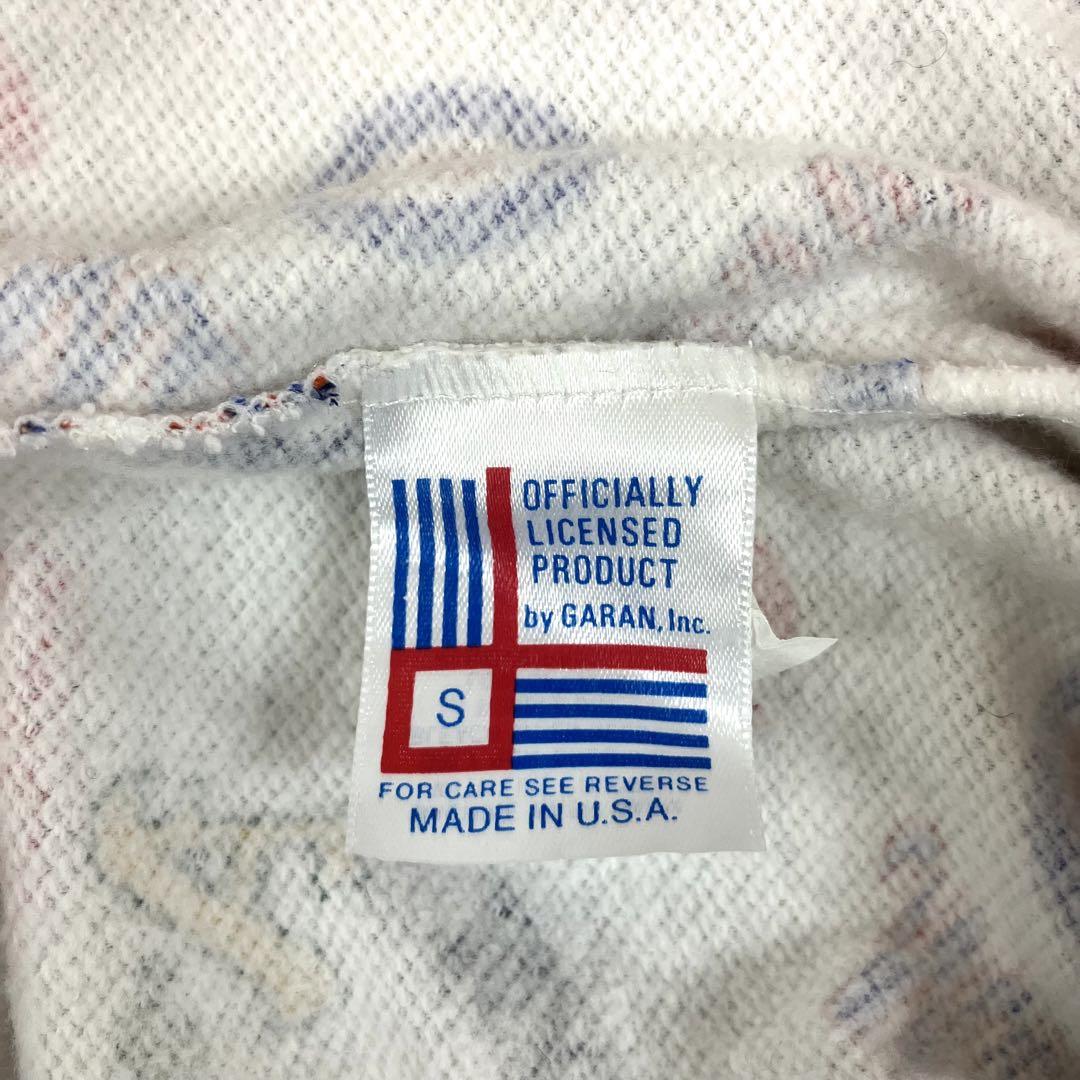 OFFICIALLY
LICENSED
PRODUCT
by GARAN, Inc.
S
FOR CARE SEE REVERSE
MADE IN U.S.A.